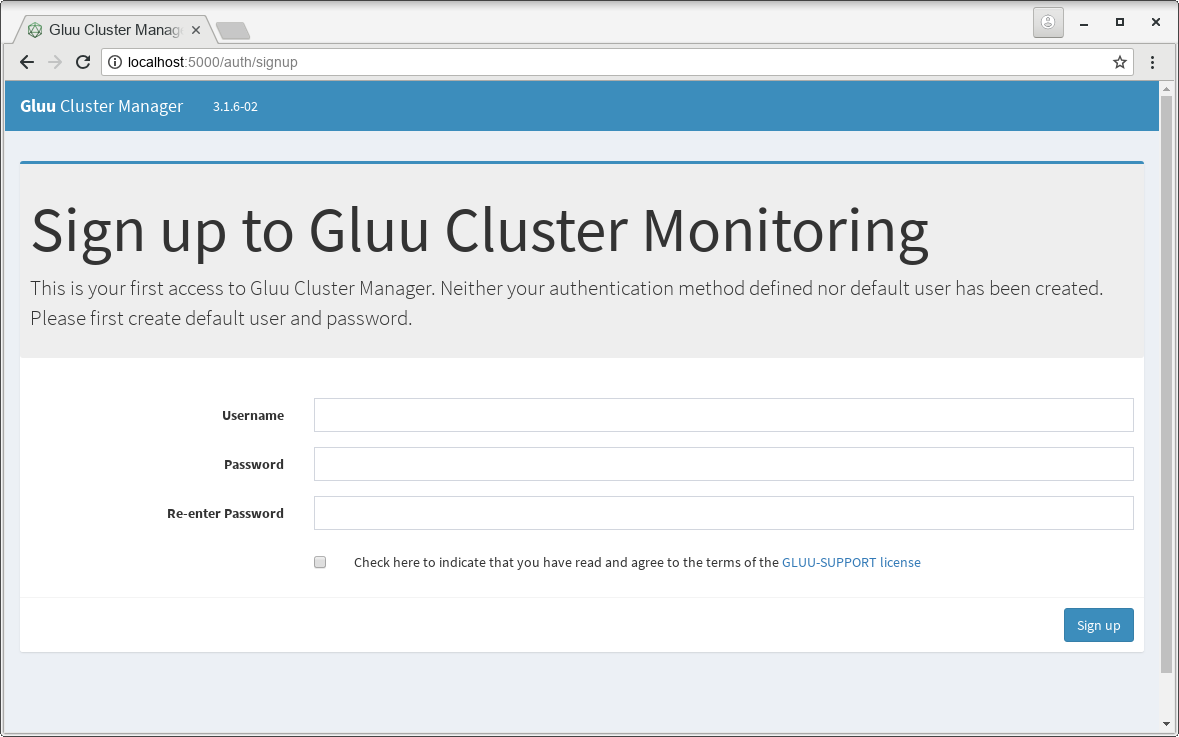 Gluu Cluster Manag
localhost:5000/auth/signup
Gluu Cluster Manager 3.1.6-02
Sign up to Gluu Cluster Monitoring
This is your first access to Gluu Cluster Manager. Neither your authentication method defined nor default user has been created.
Please first create default user and password.
Username
Password
Re-enter Password
Check here to indicate that you have read and agree to the terms of the GLUU-SUPPORT license
Sign up